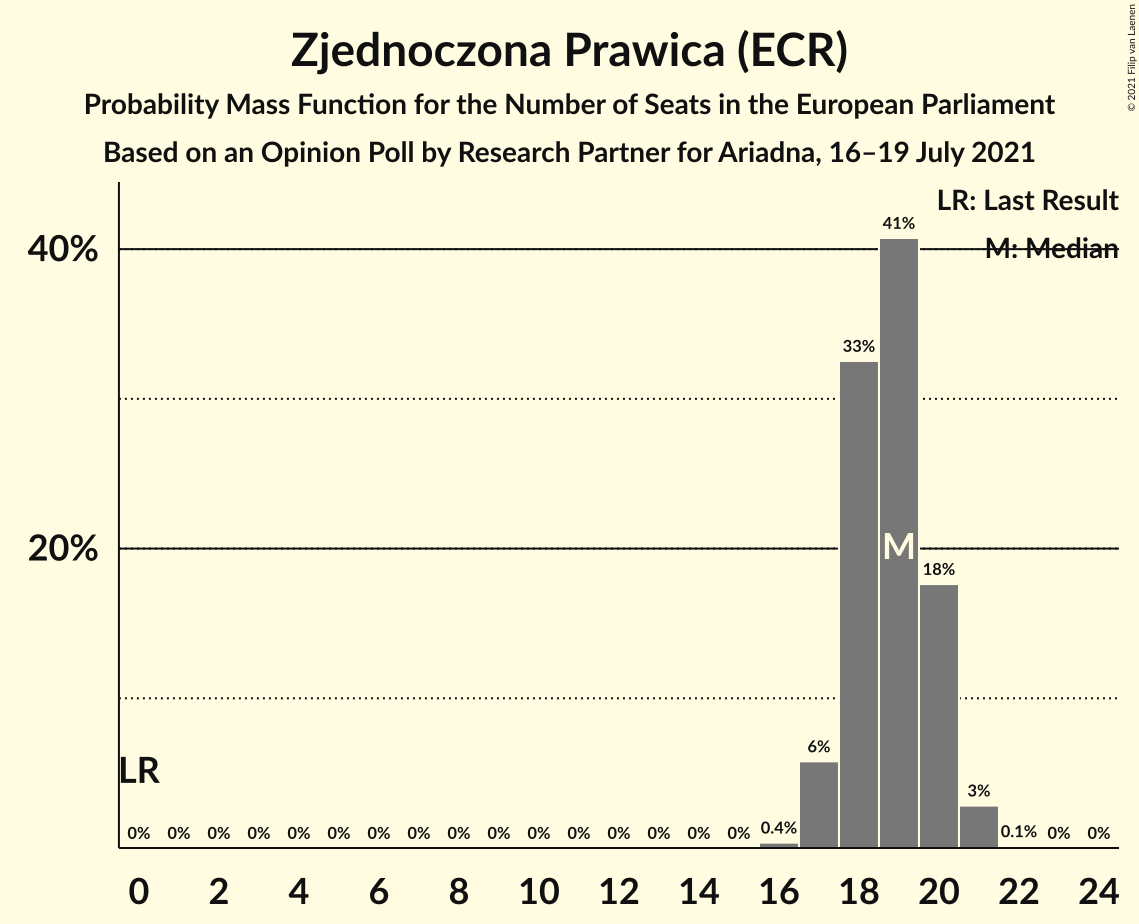 Zjednoczona Prawica (ECR)
Probability Mass Function for the Number of Seats in the European Parliament
Based on an Opinion Poll by Research Partner for Ariadna, 16–19 July 2021
© 2021 Filip van Laenen
LR: Last Result
M: Median
40%
20%
41%
33%
M
18%
6%
3%
LR
0% 0% 0% 0% 0% 0% 0% 0% 0% 0% 0% 0% 0% 0% 0% 0% 0.4% 0.1% 0% 0%
0 2 4 6 8 10 12 14 16 18 20 22 24